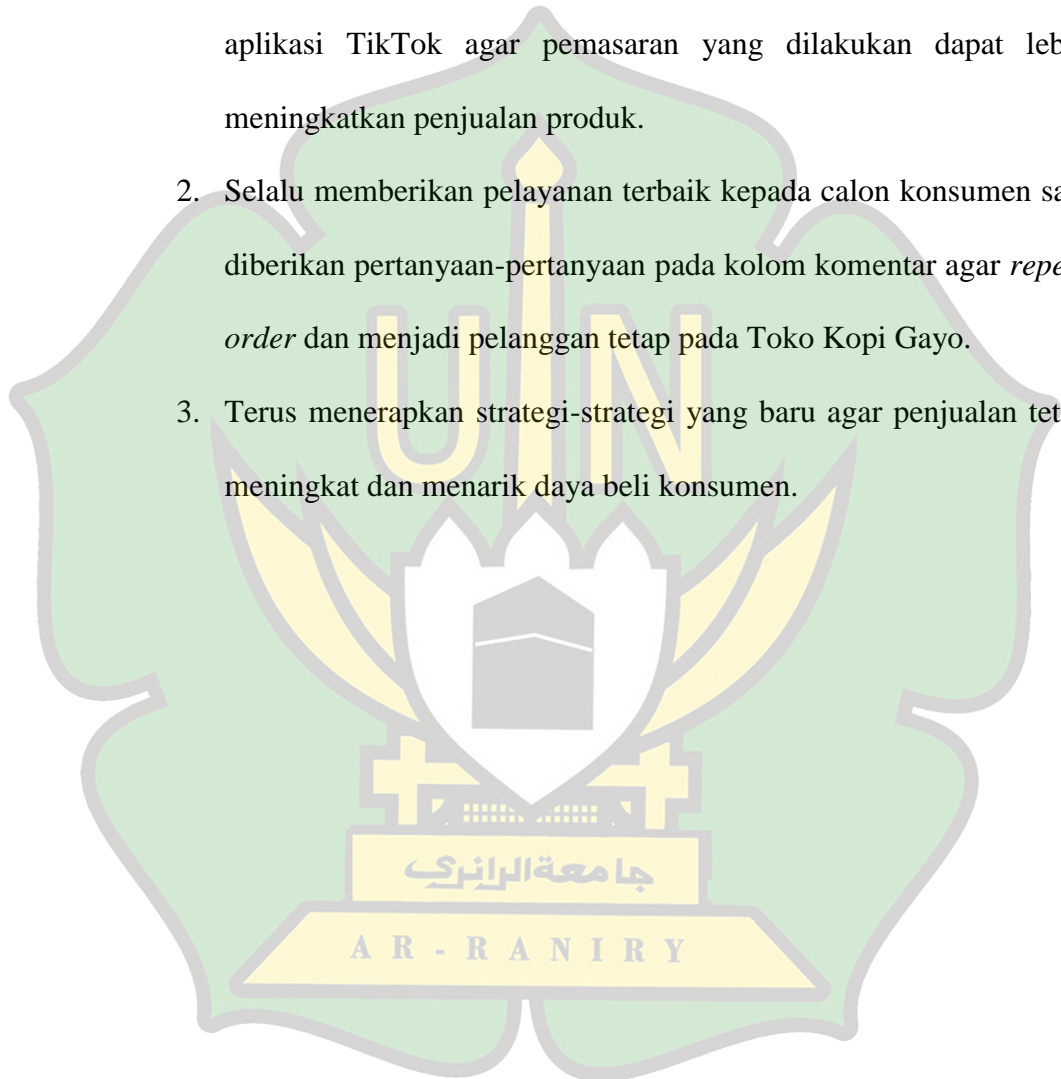 aplikasi TikTok agar pemasaran yang dilakukan dapat leb
meningkatkan penjualan produk.
2. Selalu memberikan pelayanan terbaik kepada calon konsumen sa
diberikan pertanyaan-pertanyaan pada kolom komentar agar repe
order dan menjadi pelanggan tetap pada Toko Kopi Gayo.
3. Terus menerapkan strategi-strategi yang baru agar penjualan tet
meningkat dan menarik daya beli konsumen.
UIN
جامعة الرانري
AR-RANIRY